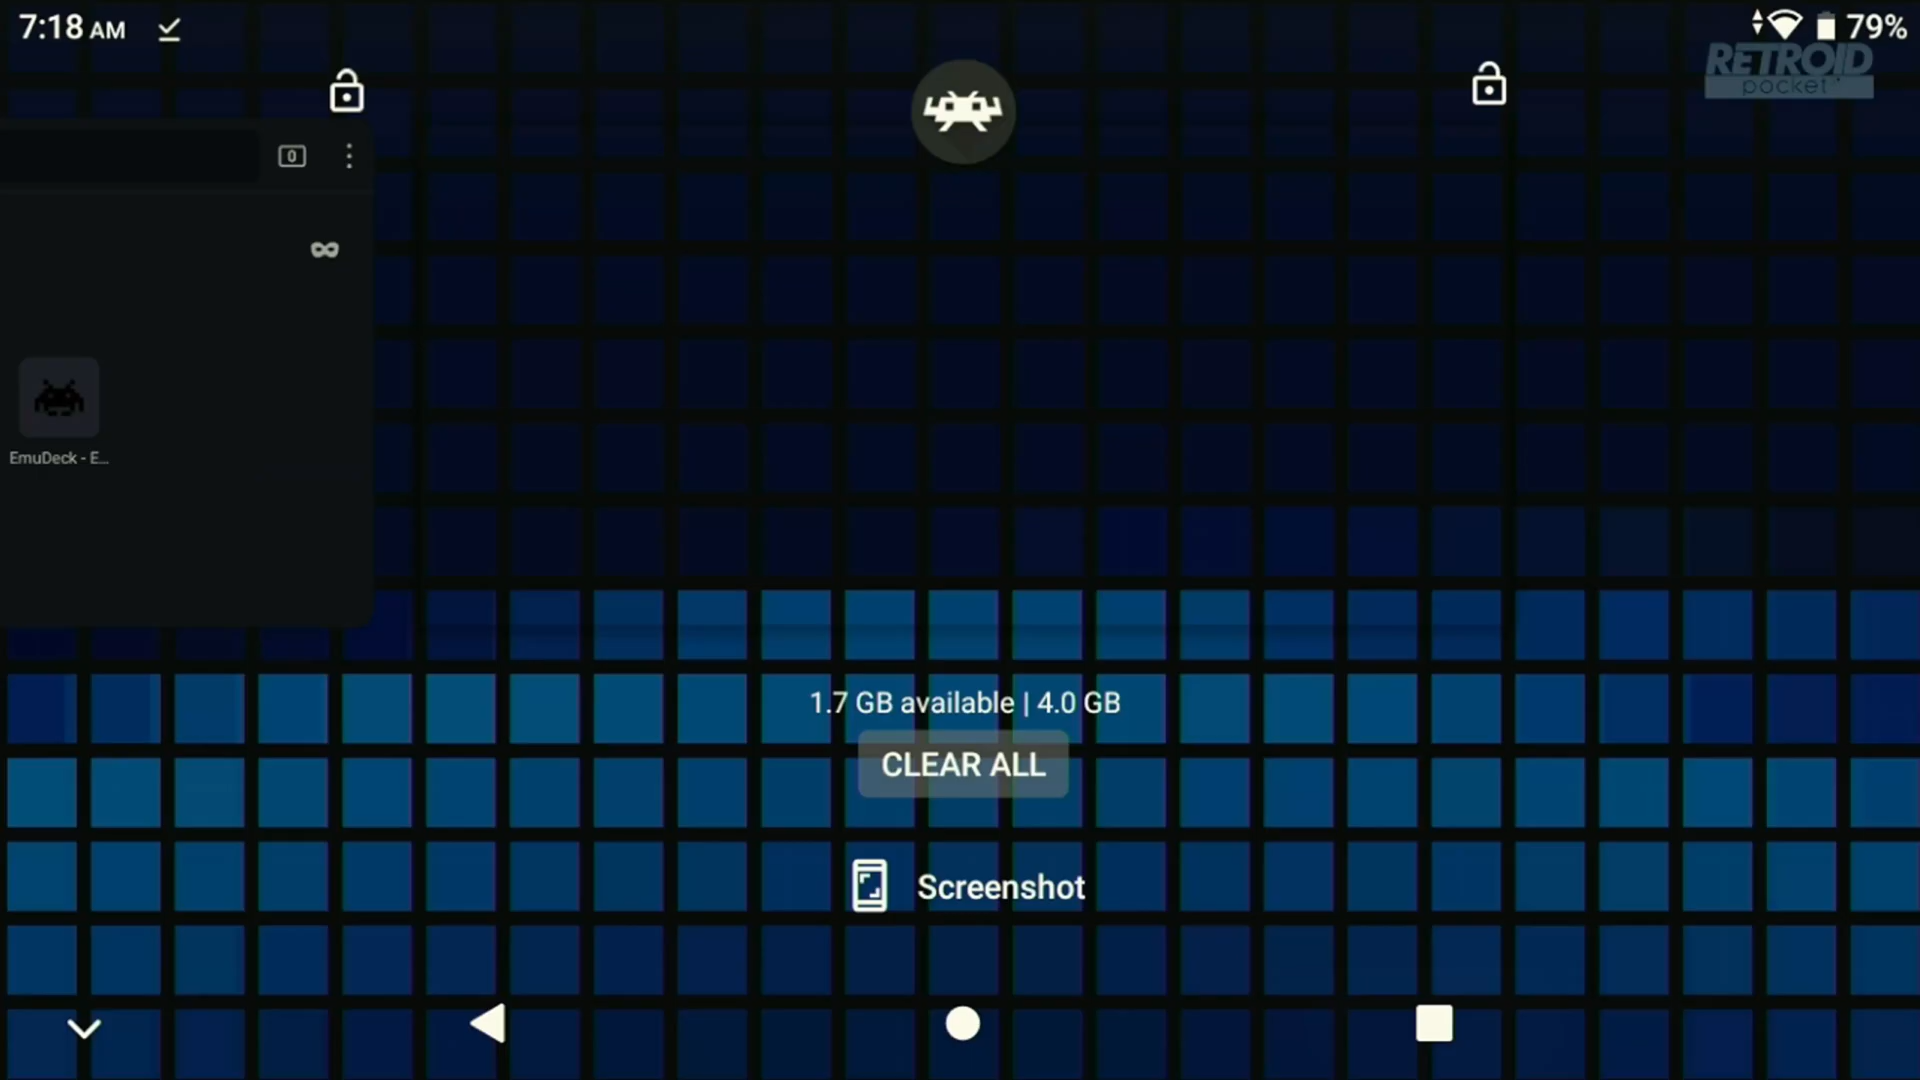 7:18 AM
79%
RETROID
pocket
0
EmuDeck - E...
1.7 GB available | 4.0 GB
CLEAR ALL
Screenshot